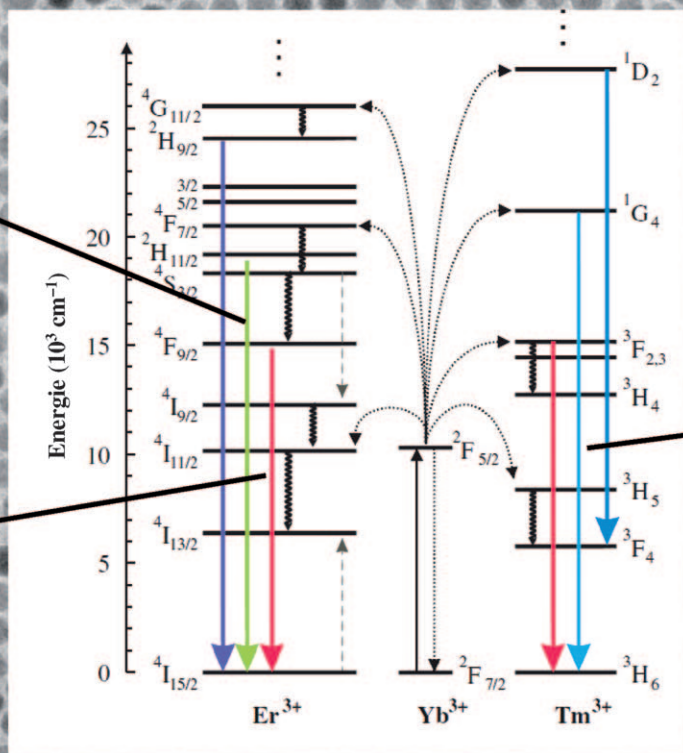 ⁴G₁₁/₂
²H₉/₂
3/2
5/2
⁴F₇/₂
²H₁₁/₂
⁴S₃/₂
⁴F₉/₂
⁴I₉/₂
⁴I₁₁/₂
⁴I₁₃/₂
⁴I₁₅/₂
Energie (10³ cm⁻¹)
25
20
15
10
5
0
²F₅/₂
²F₇/₂
¹D₂
¹G₄
³F₂,₃
³H₄
³H₅
³F₄
³H₆
Er³⁺
Yb³⁺
Tm³⁺